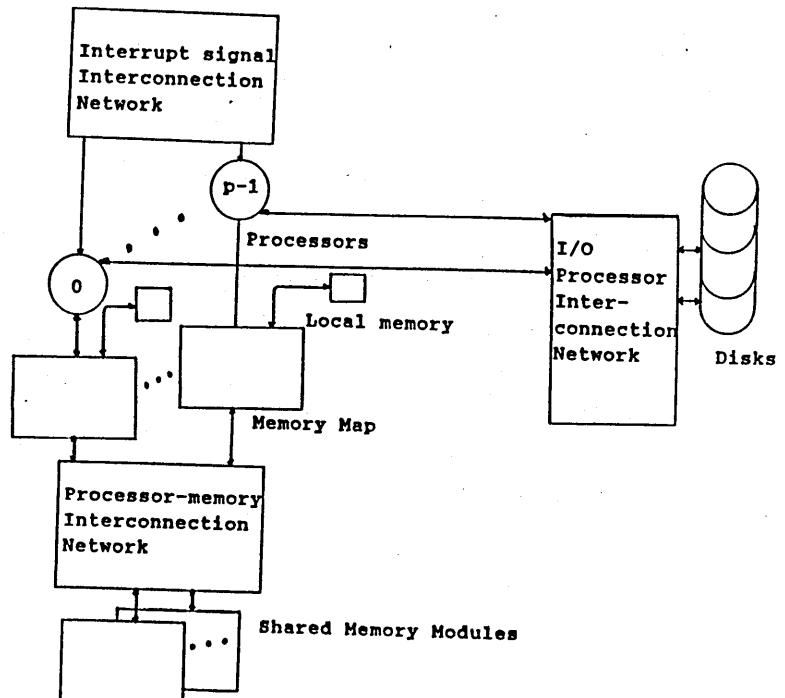 Interrupt signal
Interconnection
Network
p-1
Processors
0
I/O
Processor
Inter-
connection
Network
Disks
Local memory
Memory Map
Processor-memory
Interconnection
Network
Shared Memory Modules